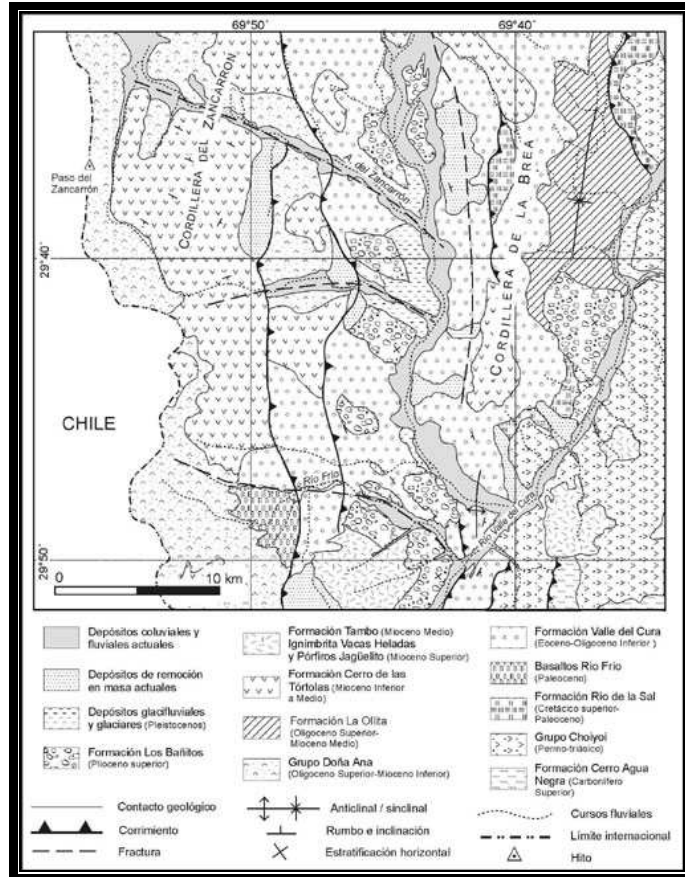 69°50´
69°40´
CORDILLERA DEL ZANCARRÓN
Paso del
Zancarrón
A. del Zancarrón
CORDILLERA DE LA BREA
29°40´
CHILE
Río Frío
Río Valle del Cura
29°50´
0
10 km
Depósitos coluviales y
fluviales actuales
Depósitos de remoción
en masa actuales
Depósitos glacifluviales
y glaciares (Pleistocenos)
Formación Los Bañitos
(Plioceno superior)
Formación Tambo (Mioceno Medio)
Ignimbrita Vacas Heladas
y Pórfiros Jagüelito (Mioceno Superior)
Formación Cerro de las
Tórtolas (Mioceno Inferior
a Medio)
Formación La Ollita
(Oligoceno Superior-
Mioceno Medio)
Grupo Doña Ana
(Oligoceno Superior-Mioceno Inferior)
Formación Valle del Cura
(Eoceno-Oligoceno Inferior )
Basaltos Río Frío
(Paleoceno)
Formación Río de la Sal
(Cretácico superior-
Paleoceno)
Grupo Choiyoi
(Permo-triásico)
Formación Cerro Agua
Negra (Carbonífero
Superior)
Contacto geológico
Corrimiento
Fractura
Anticlinal / sinclinal
Rumbo e inclinación
Estratificación horizontal
Cursos fluviales
Límite internacional
Hito